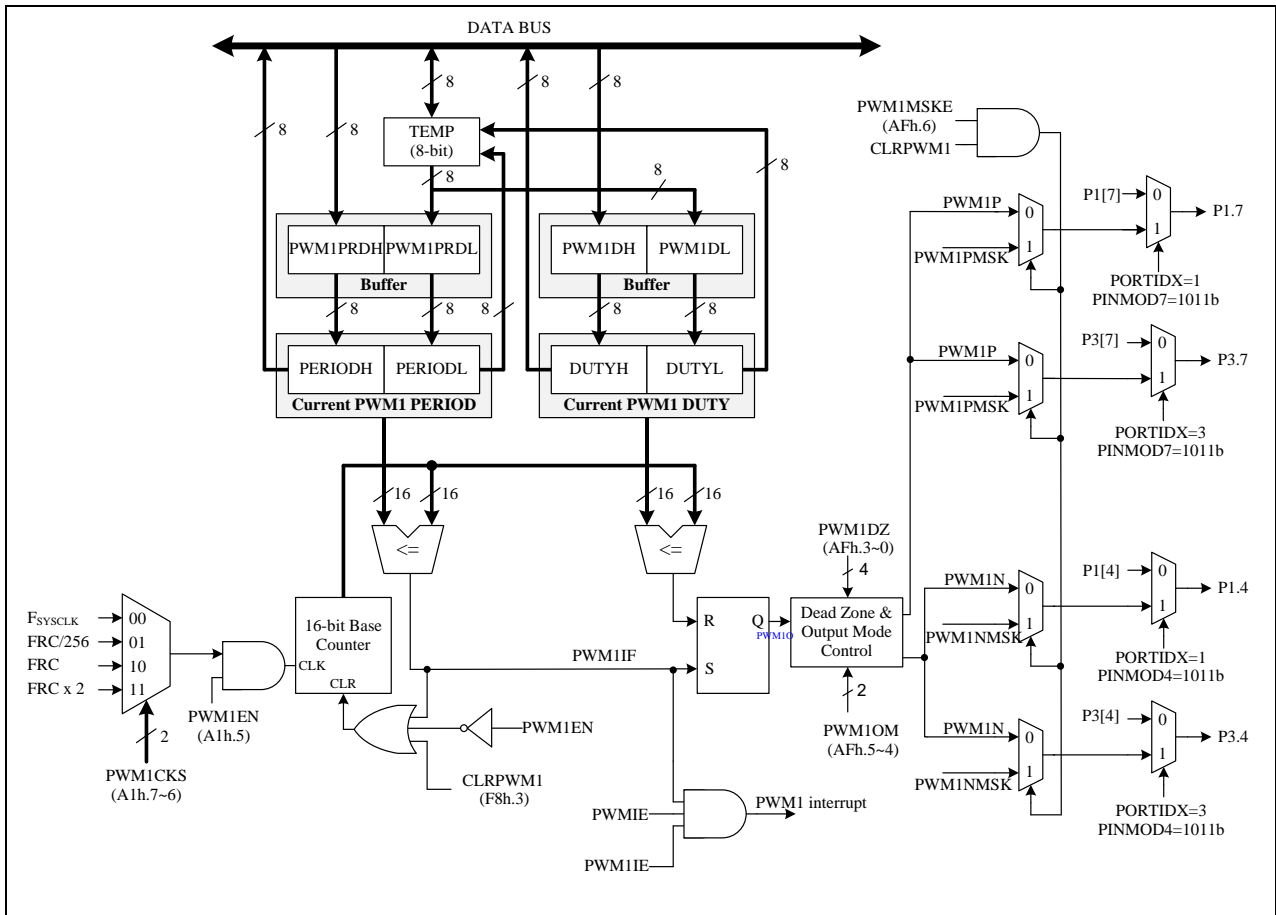 DATA BUS
8
8
8
8
8
TEMP
(8-bit)
8
8
8
PWM1PRDH
PWM1PRDL
Buffer
PWM1DH
PWM1DL
Buffer
8
8
8
8
8
PERIODH
PERIODL
Current PWM1 PERIOD
DUTYH
DUTYL
Current PWM1 DUTY
16
16
16
16
<=
<=
PWM1MSKE
(AFh.6)
CLRPWM1
PWM1P
0
1
PWM1PMSK
P1[7]
0
1
P1.7
PORTIDX=1
PINMOD7=1011b
PWM1P
0
1
PWM1PMSK
P3[7]
0
1
P3.7
PORTIDX=3
PINMOD7=1011b
FSYSCLK
FRC/256
FRC
FRC x 2
00
01
10
11
2
PWM1CKS
(A1h.7~6)
PWM1EN
(A1h.5)
16-bit Base
Counter
CLK
CLR
PWM1IF
PWM1EN
CLRPWM1
(F8h.3)
R
S
Q
PWM1O
PWM1DZ
(AFh.3~0)
4
Dead Zone &
Output Mode
Control
2
PWM1OM
(AFh.5~4)
PWMIE
PWM1IE
PWM1 interrupt
PWM1N
0
1
PWM1NMSK
P1[4]
0
1
P1.4
PORTIDX=1
PINMOD4=1011b
PWM1N
0
1
PWM1NMSK
P3[4]
0
1
P3.4
PORTIDX=3
PINMOD4=1011b